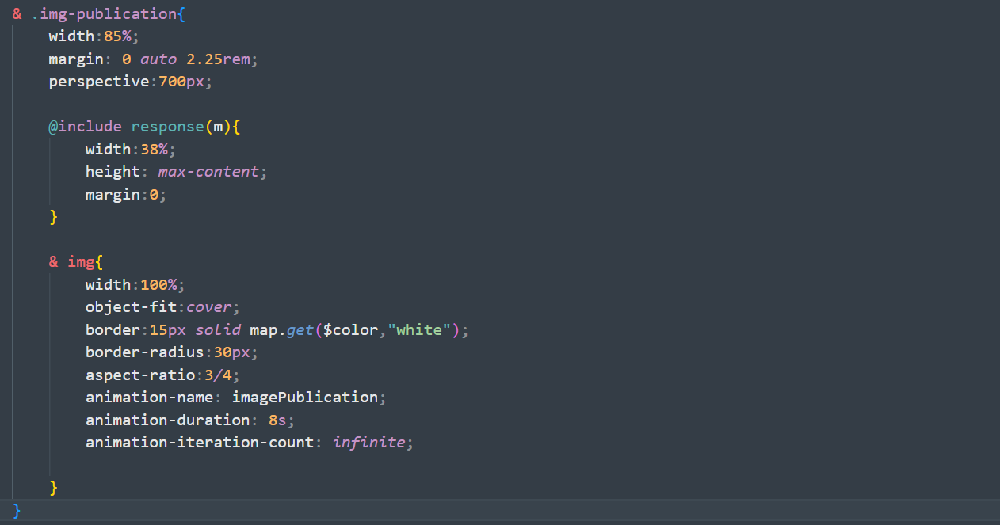 & .img-publication{
width:85%;
margin: 0 auto 2.25rem;
perspective:700px;
@include response(m){
width:38%;
height: max-content;
margin:0;
}
& img{
width:100%;
object-fit:cover;
border:15px solid map.get($color,"white");
border-radius:30px;
aspect-ratio:3/4;
animation-name: imagePublication;
animation-duration: 8s;
animation-iteration-count: infinite;
}
}